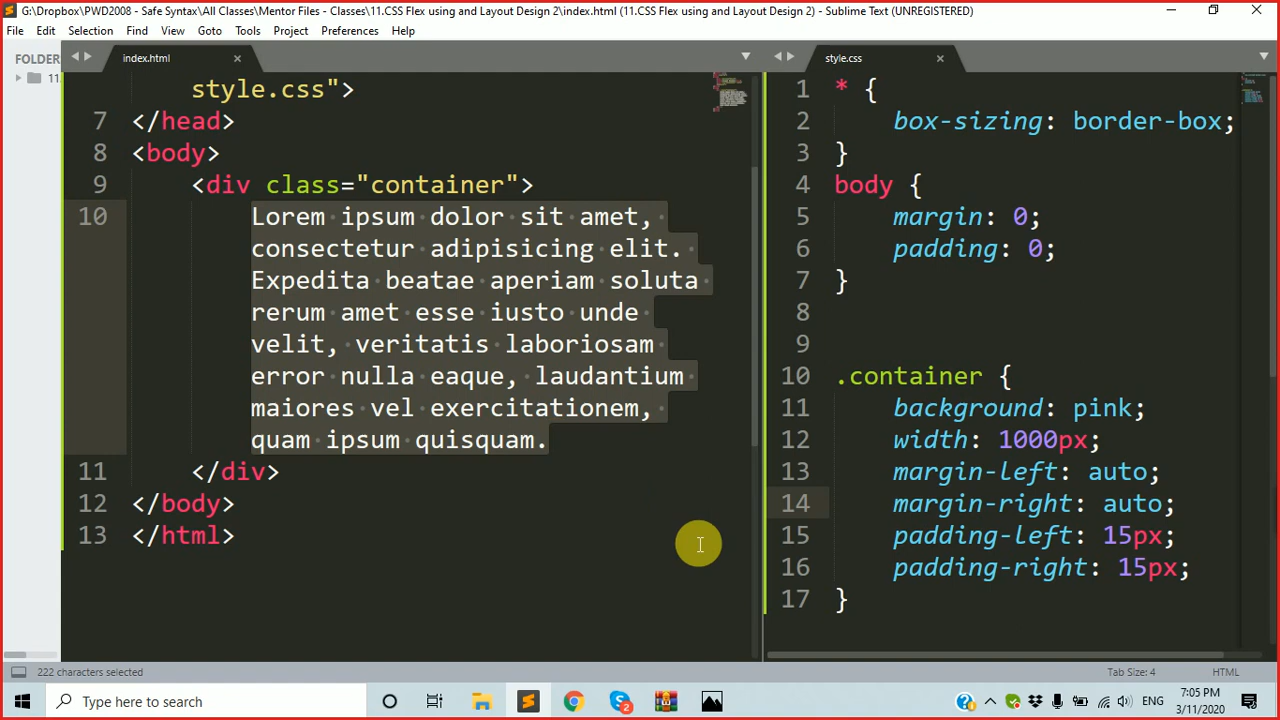 G:\Dropbox\PWD2008 - Safe Syntax\All Classes\Mentor Files - Classes\11.CSS Flex using and Layout Design 2\index.html (11.CSS Flex using and Layout Design 2) - Sublime Text (UNREGISTERED)
File Edit Selection Find View Goto Tools Project Preferences Help
FOLDERS
11.
index.html
style.css">
7 </head>
8 <body>
9 <div class="container">
10 Lorem ipsum dolor sit amet,
consectetur adipisicing elit.
Expedita beatae aperiam soluta
rerum amet esse iusto unde
velit, veritatis laboriosam
error nulla eaque, laudantium
maiores vel exercitationem,
quam ipsum quisquam.
11 </div>
12 </body>
13 </html>
style.css
1 * {
2 box-sizing: border-box;
3 }
4 body {
5 margin: 0;
6 padding: 0;
7 }
8
9
10 .container {
11 background: pink;
12 width: 1000px;
13 margin-left: auto;
14 margin-right: auto;
15 padding-left: 15px;
16 padding-right: 15px;
17 }
222 characters selected
Tab Size: 4
HTML
Type here to search
2
ENG
7:05 PM
3/11/2020